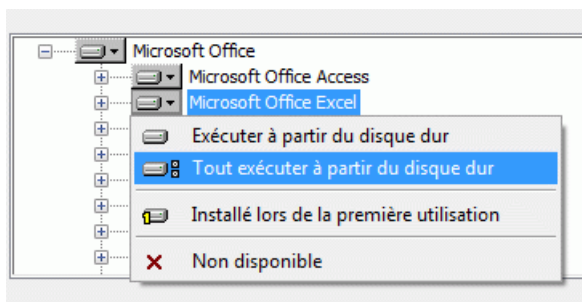 Microsoft Office
Microsoft Office Access
Microsoft Office Excel
Exécuter à partir du disque dur
Tout exécuter à partir du disque dur
Installé lors de la première utilisation
Non disponible